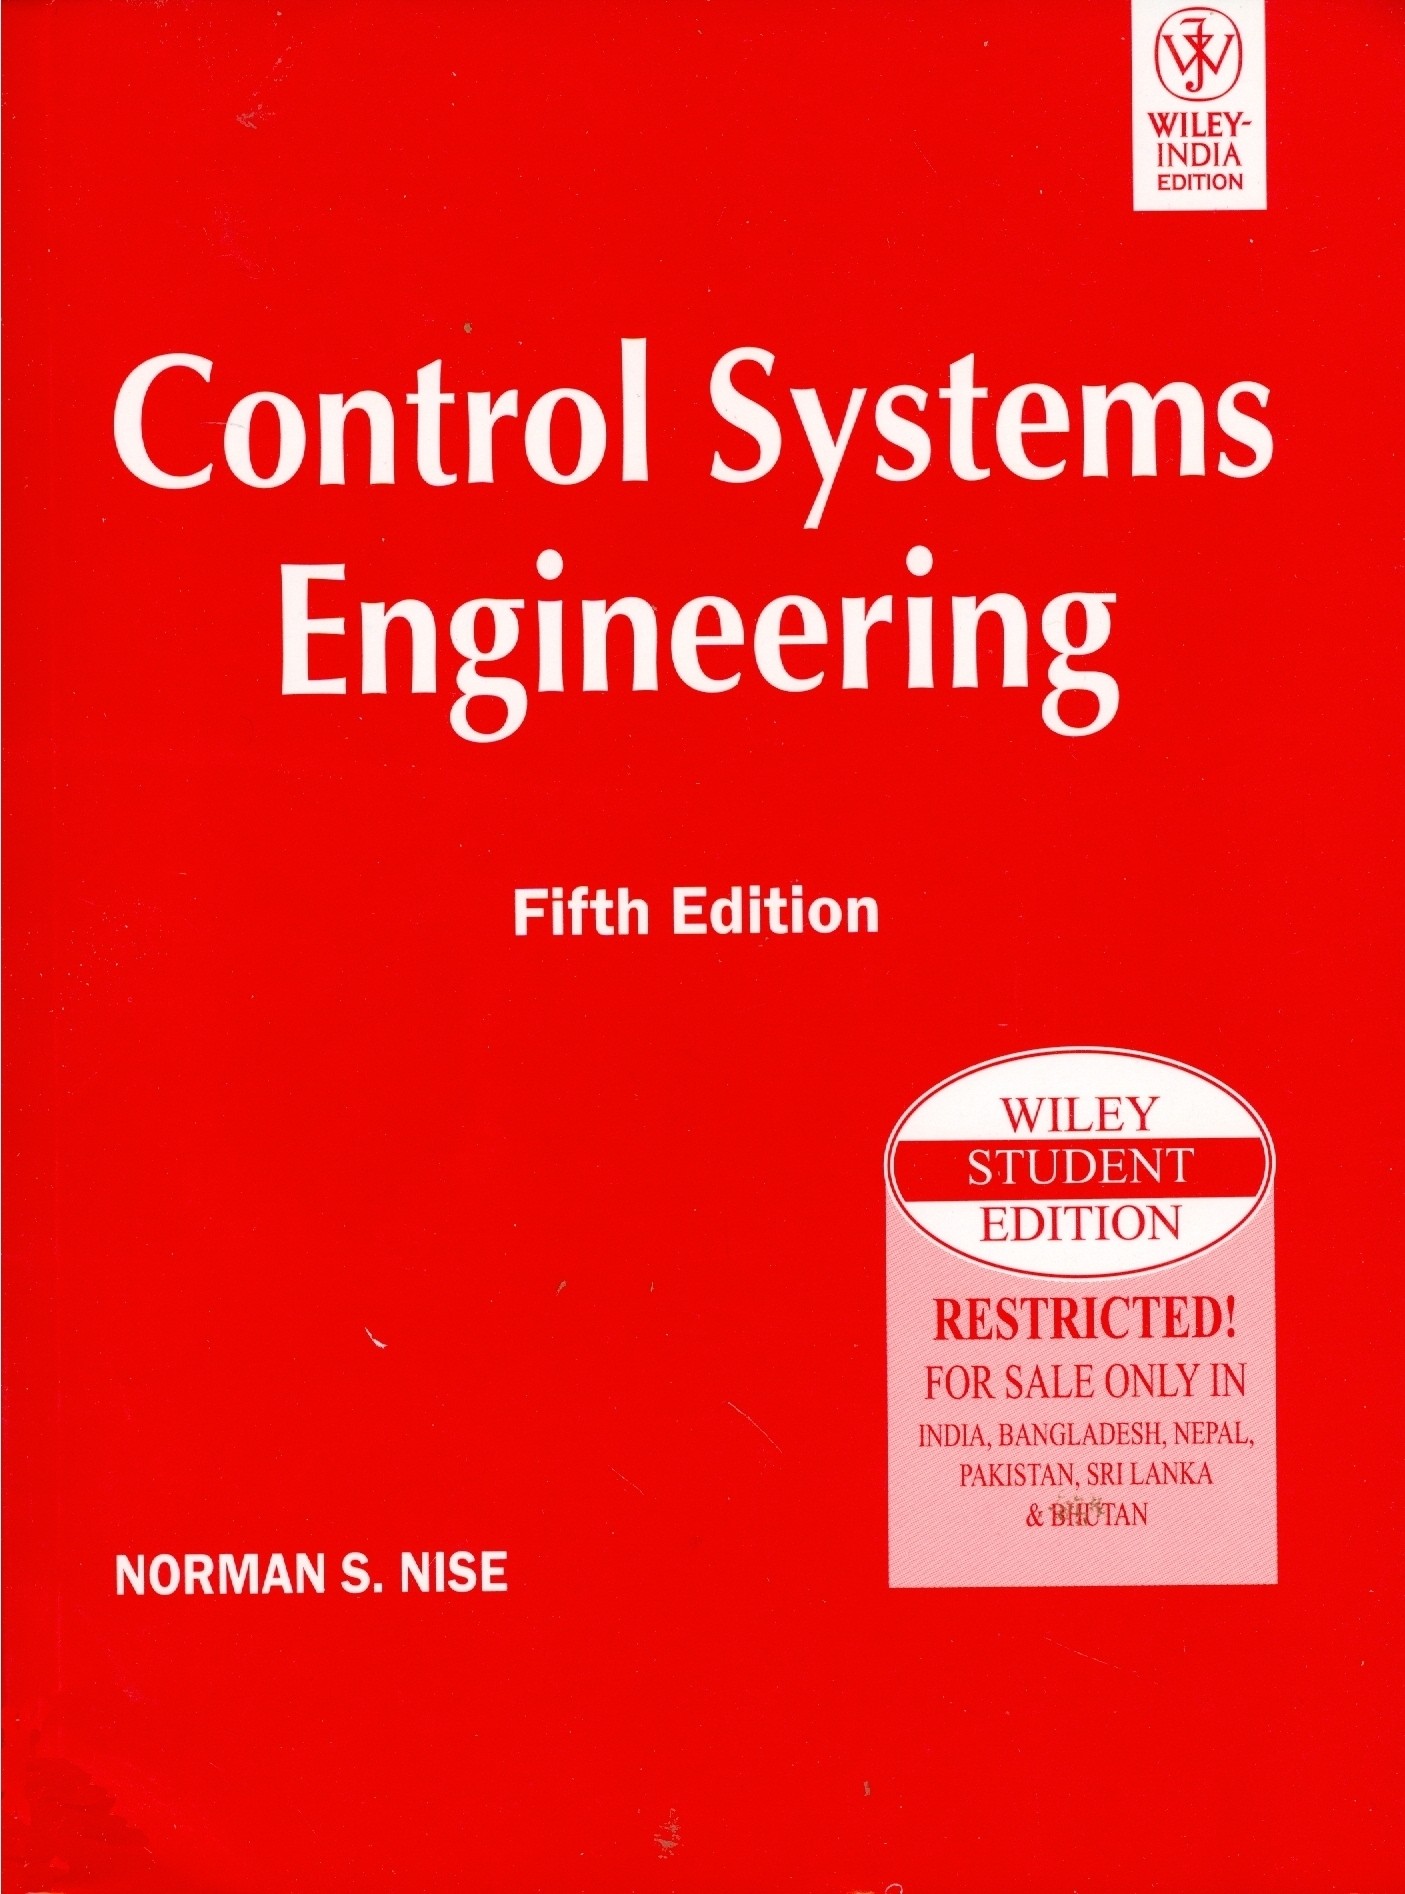 WILEY-
INDIA
EDITION
Control Systems
Engineering
Fifth Edition
WILEY
STUDENT
EDITION
RESTRICTED!
FOR SALE ONLY IN
INDIA, BANGLADESH, NEPAL,
PAKISTAN, SRI LANKA
& BHUTAN
NORMAN S. NISE